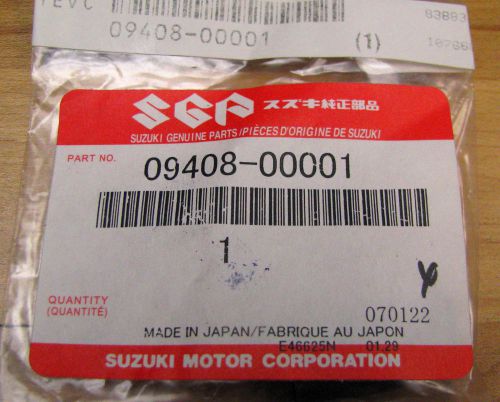 TEVC
83883
09408-00001
(1)
SGP スズキ純正部品
SUZUKI GENUINE PARTS/PIÈCES D'ORIGINE DE SUZUKI
PART NO. 09408-00001
1
QUANTITY
(QUANTITÉ)
070122
MADE IN JAPAN/FABRIQUE AU JAPON
E46625N 01.29
SUZUKI MOTOR CORPORATION